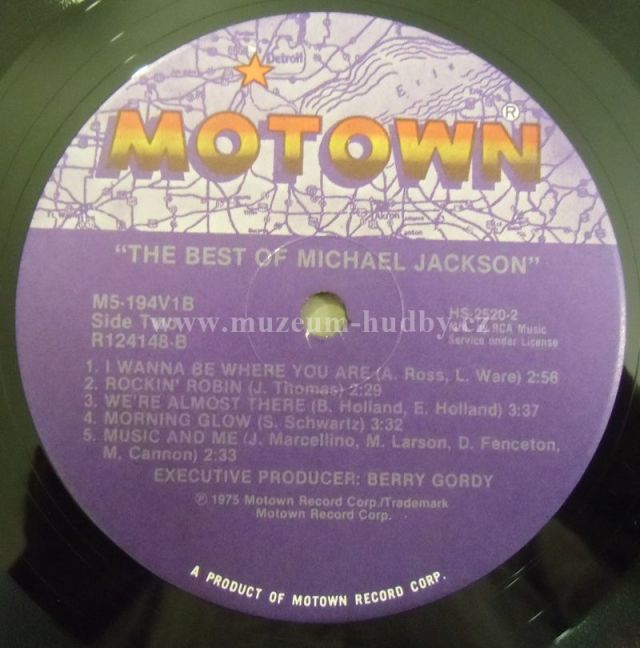 Detroit
Erie
MOTOWN®
Akron
"THE BEST OF MICHAEL JACKSON"
M5-194V1B
Side Two
R124148-B
HS-2520-2
RCA Music
Service under License
www.muzeum-hudby.cz
1. I WANNA BE WHERE YOU ARE (A. Ross, L. Ware) 2:56
2. ROCKIN' ROBIN (J. Thomas) 2:29
3. WE'RE ALMOST THERE (B. Holland, E. Holland) 3:37
4. MORNING GLOW (S. Schwartz) 3:32
5. MUSIC AND ME (J. Marcellino, M. Larson, D. Fenceton,
M. Cannon) 2:33
EXECUTIVE PRODUCER: BERRY GORDY
℗ 1975 Motown Record Corp./Trademark
Motown Record Corp.
A PRODUCT OF MOTOWN RECORD CORP.